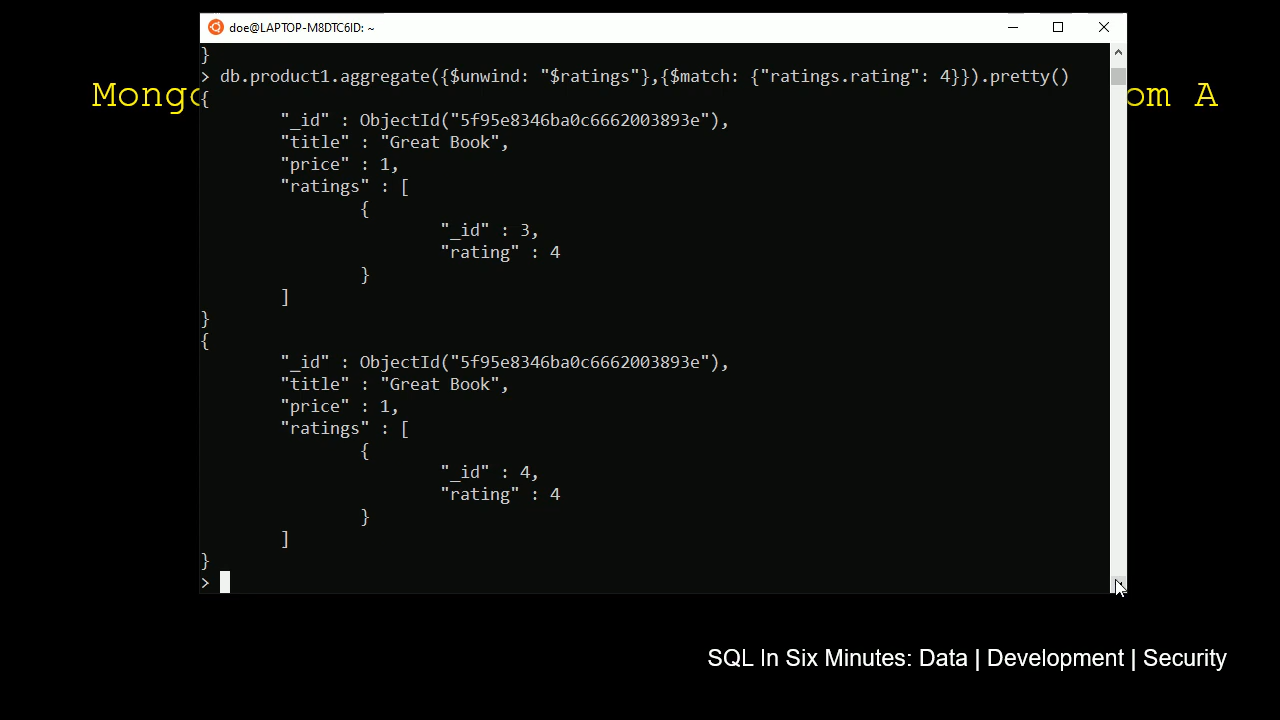 doe@LAPTOP-M8DTC6ID: ~
}
> db.product1.aggregate({$unwind: "$ratings"},{$match: {"ratings.rating": 4}}).pretty()
om A
{
"_id" : ObjectId("5f95e8346ba0c6662003893e"),
"title" : "Great Book",
"price" : 1,
"ratings" : [
{
"_id" : 3,
"rating" : 4
}
]
}
{
"_id" : ObjectId("5f95e8346ba0c6662003893e"),
"title" : "Great Book",
"price" : 1,
"ratings" : [
{
"_id" : 4,
"rating" : 4
}
]
}
>
SQL In Six Minutes: Data | Development | Security